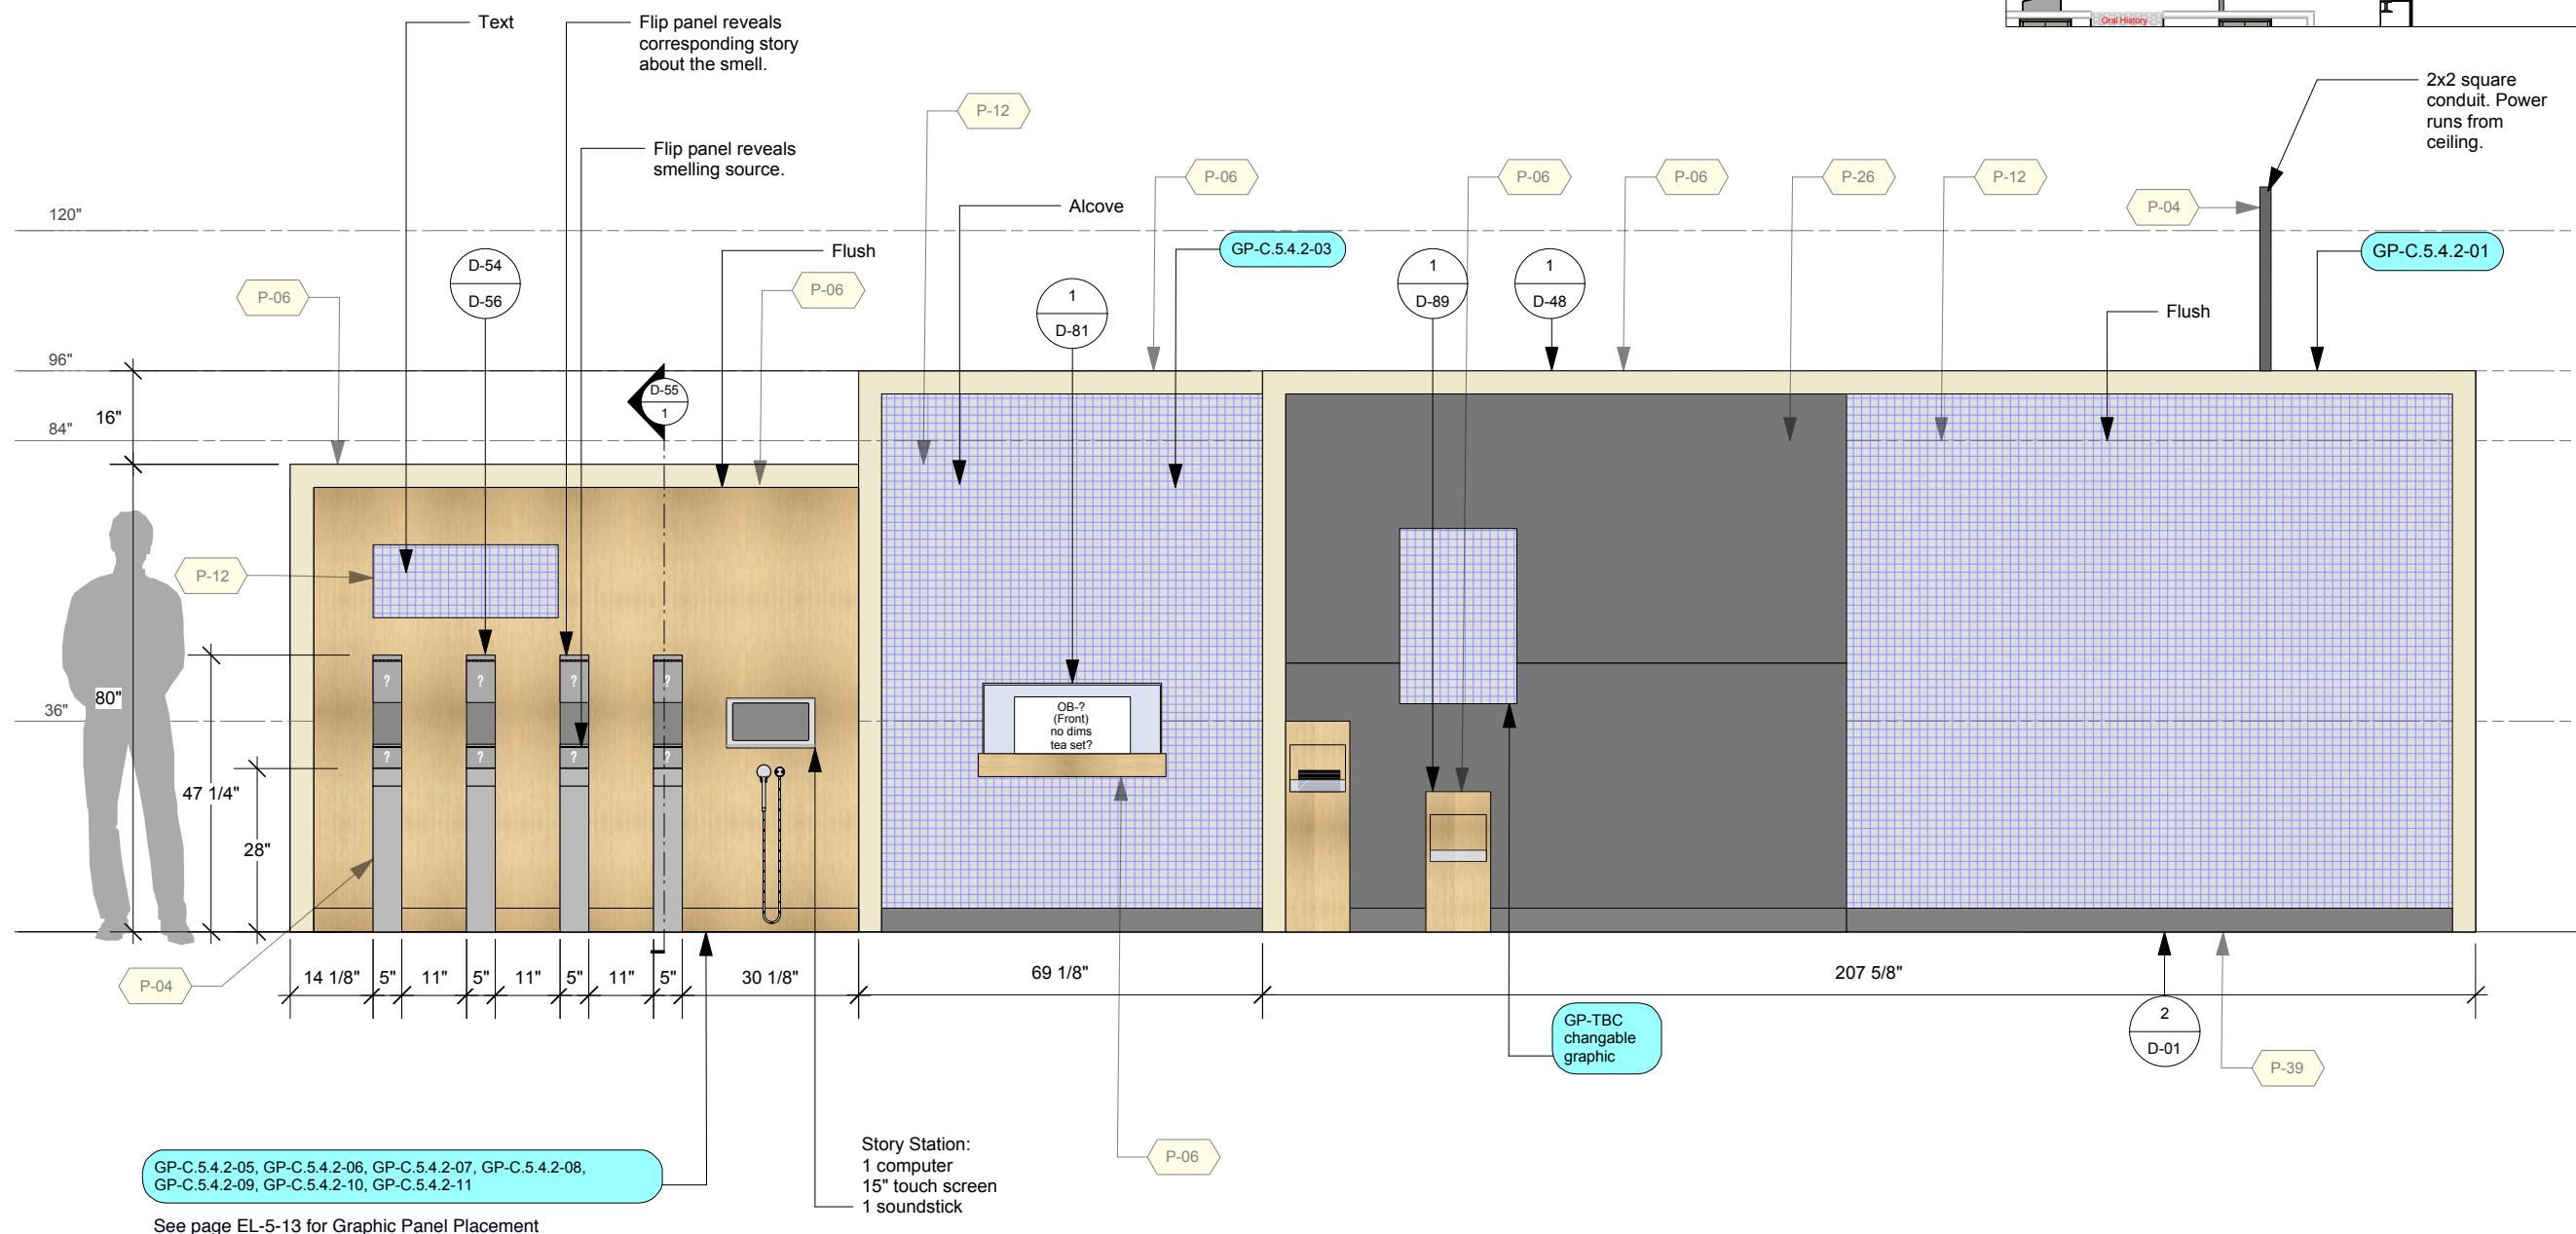 Oral History
Text
Flip panel reveals
corresponding story
about the smell.
Flip panel reveals
smelling source.
2x2 square
conduit. Power
runs from
ceiling.
P-12
P-06
P-06
P-06
P-26
P-12
P-04
Alcove
120"
Flush
GP-C.5.4.2-03
GP-C.5.4.2-01
P-06
D-54
D-56
P-06
1
D-81
1
D-89
1
D-48
Flush
96"
16"
84"
D-55
1
P-12
80"
36"
47 1/4"
28"
?
?
?
?
?
?
?
?
OB-?
(Front)
no dims
tea set?
P-04
14 1/8"
5"
11"
5"
11"
5"
11"
5"
30 1/8"
69 1/8"
207 5/8"
GP-TBC
changable
graphic
2
D-01
P-39
P-06
Story Station:
1 computer
15" touch screen
1 soundstick
GP-C.5.4.2-05, GP-C.5.4.2-06, GP-C.5.4.2-07, GP-C.5.4.2-08,
GP-C.5.4.2-09, GP-C.5.4.2-10, GP-C.5.4.2-11
See page EL-5-13 for Graphic Panel Placement